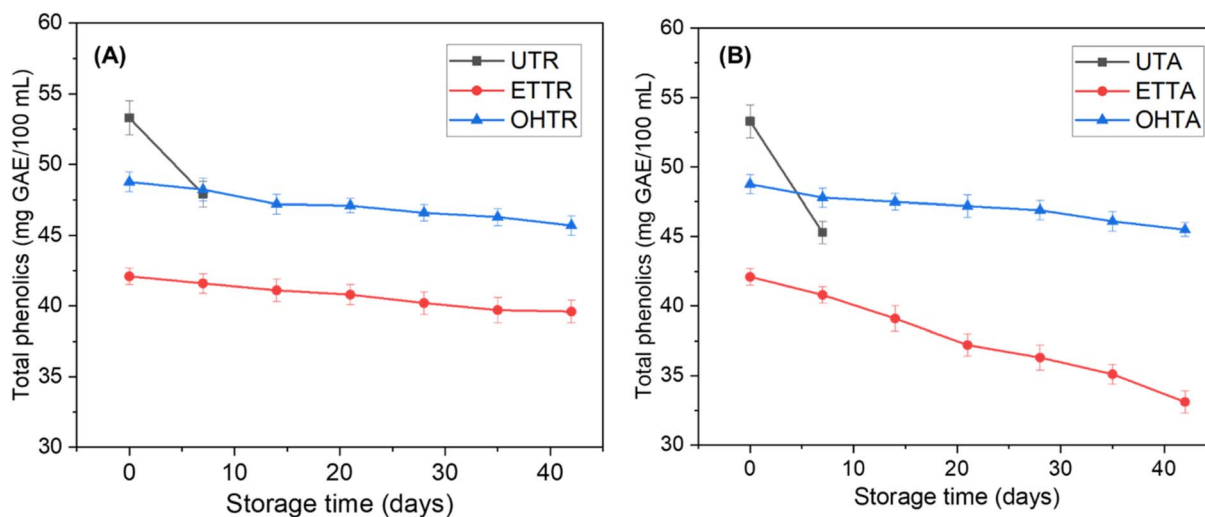 (A)
UTR
ETTR
OHTR
Total phenolics (mg GAE/100 mL)
60
55
50
45
40
35
30
0 10 20 30 40
Storage time (days)
(B)
UTA
ETTA
OHTA
Total phenolics (mg GAE/100 mL)
60
55
50
45
40
35
30
0 10 20 30 40
Storage time (days)